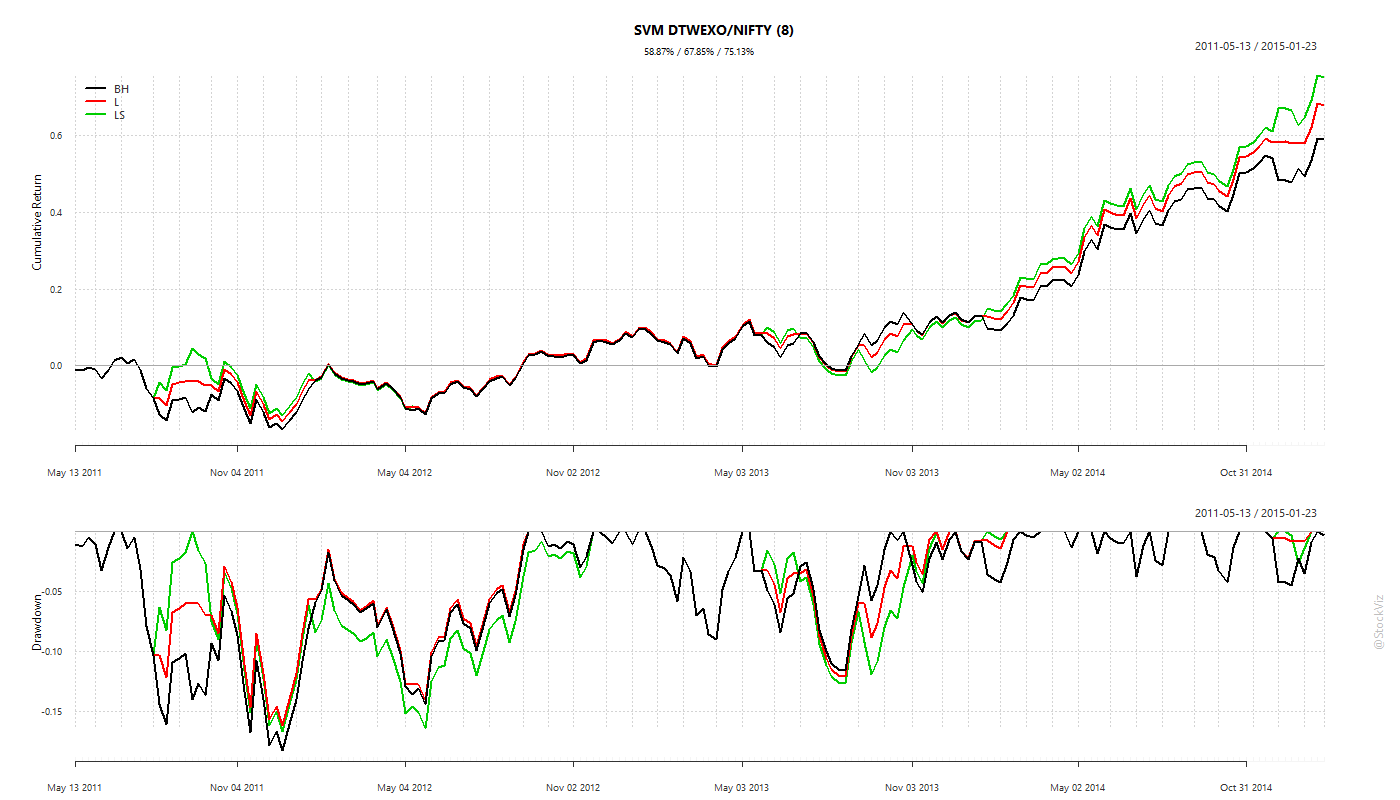 SVM DTWEXO/NIFTY (8)
58.87% / 67.85% / 75.13%
2011-05-13 / 2015-01-23
BH
L
LS
Cumulative Return
0.6
0.4
0.2
0.0
May 13 2011
Nov 04 2011
May 04 2012
Nov 02 2012
May 03 2013
Nov 03 2013
May 02 2014
Oct 31 2014
2011-05-13 / 2015-01-23
Drawdown
-0.05
-0.10
-0.15
May 13 2011
Nov 04 2011
May 04 2012
Nov 02 2012
May 03 2013
Nov 03 2013
May 02 2014
Oct 31 2014
@StockViz